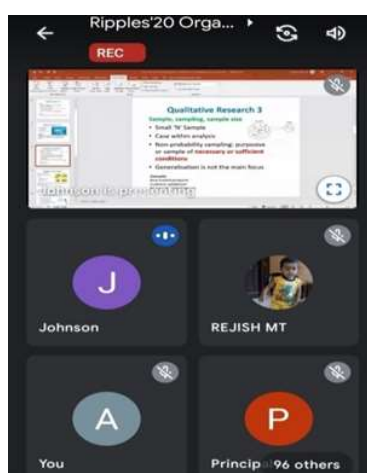 Ripples'20 Orga...
REC
Qualitative Research 3
Sample, sampling, sample size
• Small 'N' Sample
• Case within analysis
• Non probability sampling: purposive
or sample of necessary or sufficient
conditions
• Generalisation is not the main focus
Johnson is presenting
J
Johnson
REJISH MT
A
You
P
Princip
96 others